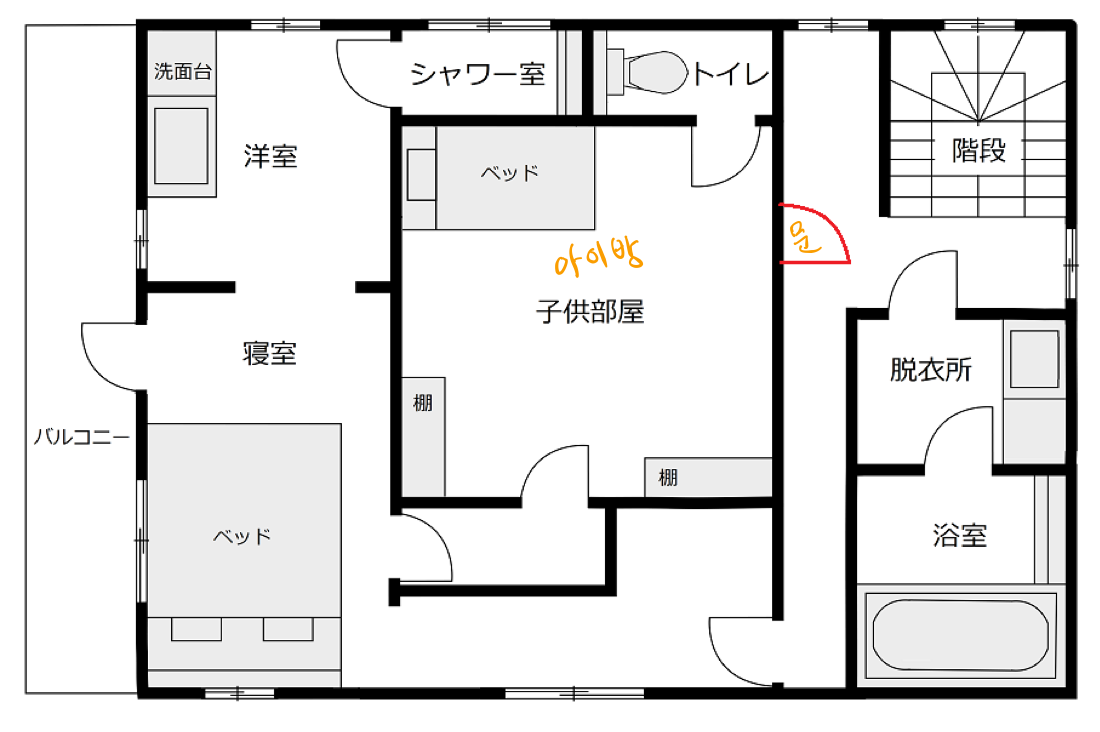 洗面台
シャワー室
トイレ
洋室
ベッド
階段
문
아이방
子供部屋
寝室
脱衣所
棚
バルコニー
棚
ベッド
浴室